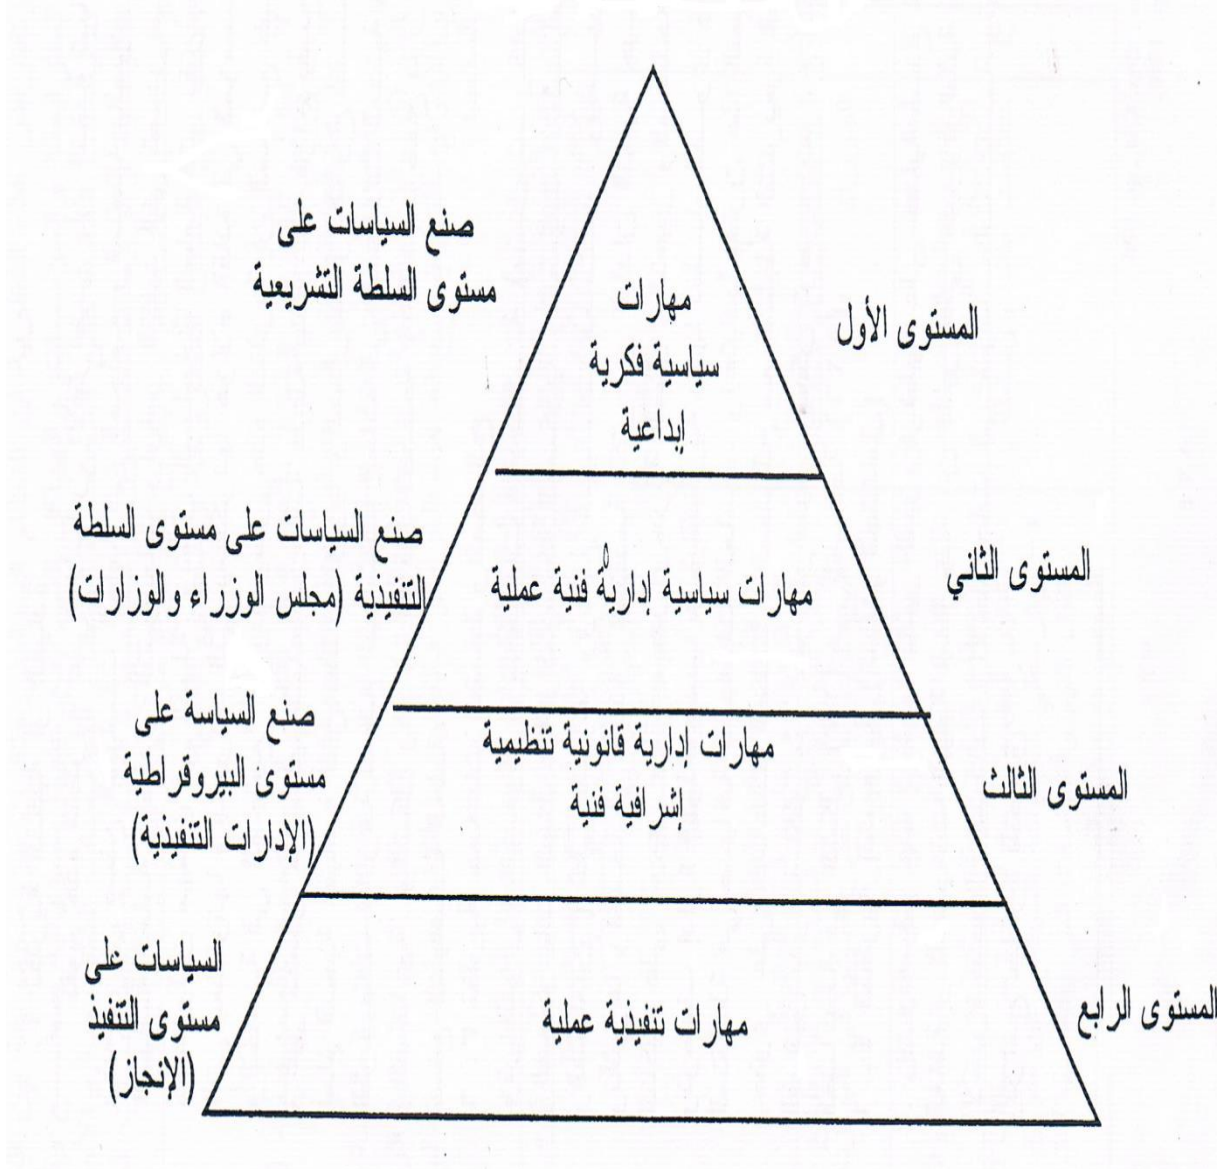 المستوى الأول
مهارات
سياسية فكرية
إبداعية
صنع السياسات على
مستوى السلطة التشريعية
المستوى الثاني
مهارات سياسية إدارية فنية عملية
صنع السياسات على مستوى السلطة
التنفيذية (مجلس الوزراء والوزارات)
المستوى الثالث
مهارات إدارية قانونية تنظيمية
إشرافية فنية
صنع السياسة على
مستوى البيروقراطية
(الإدارات التنفيذية)
المستوى الرابع
مهارات تنفيذية عملية
السياسات على
مستوى التنفيذ
(الإنجاز)